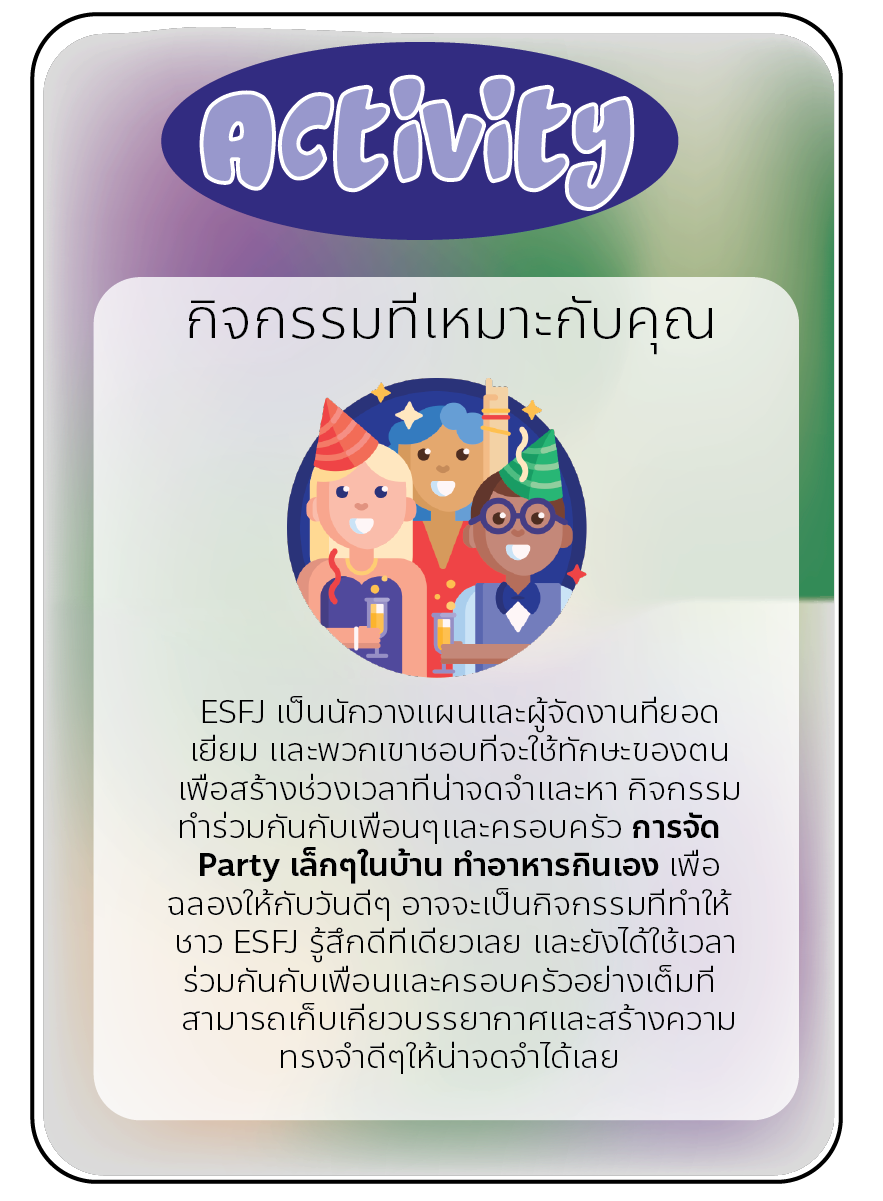 Activity
กิจกรรมที่เหมาะกับคุณ
ESFJ เป็นนักวางแผนและผู้จัดงานที่ยอด
เยี่ยม และพวกเขาชอบที่จะใช้ทักษะของตน
เพื่อสร้างช่วงเวลาที่น่าจดจำและหา กิจกรรม
ทำร่วมกันกับเพื่อนๆและครอบครัว การจัด
Party เล็กๆในบ้าน ทำอาหารกินเอง เพื่อ
ฉลองให้กับวันดีๆ อาจจะเป็นกิจกรรมที่ทำให้
ชาว ESFJ รู้สึกดีทีเดียวเลย และยังได้ใช้เวลา
ร่วมกันกับเพื่อนและครอบครัวอย่างเต็มที่
สามารถเก็บเกี่ยวบรรยากาศและสร้างความ
ทรงจำดีๆให้น่าจดจำได้เลย